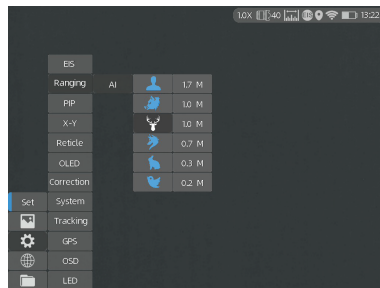 1.0X 40 13:22
EIS
Ranging AI 1.7 M
PIP 1.0 M
X-Y 1.0 M
Reticle 0.7 M
OLED 0.3 M
Correction 0.2 M
Set System
Tracking
GPS
OSD
LED